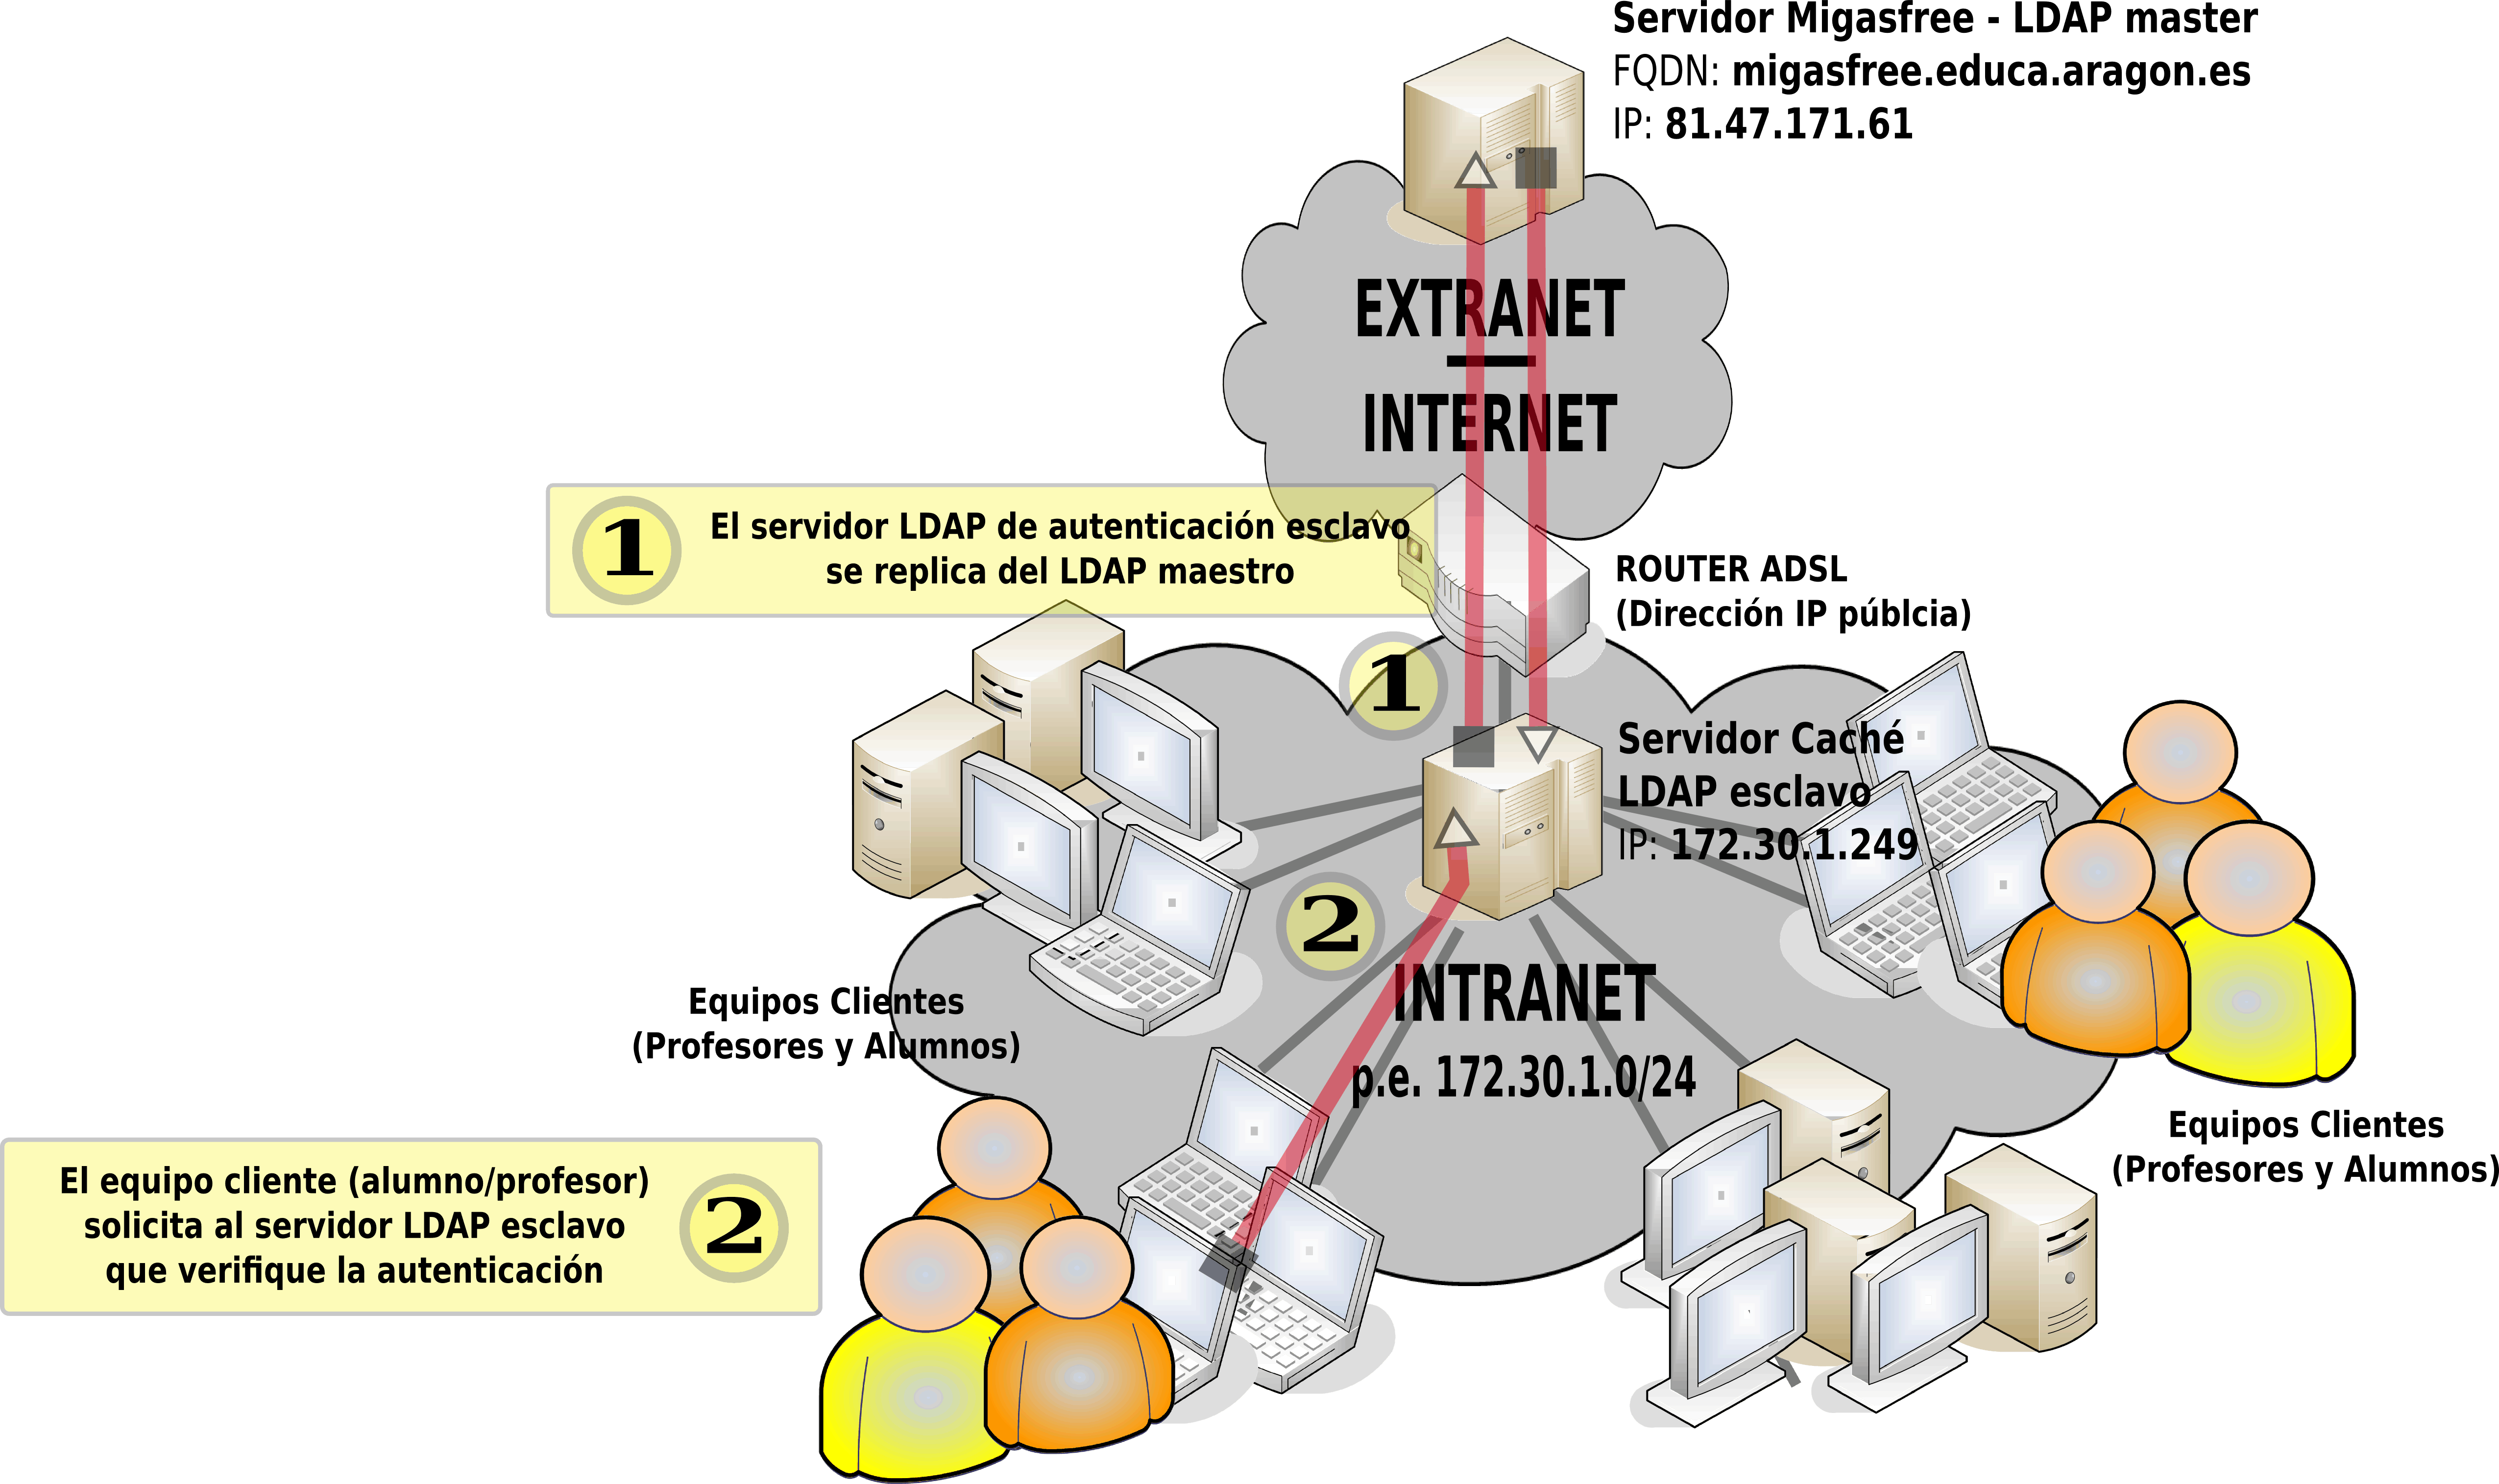 Servidor Migasfree - LDAP master
FQDN: migasfree.educa.aragon.es
IP: 81.47.171.61
EXTRANET
INTERNET
1
El servidor LDAP de autenticación esclavo
se replica del LDAP maestro
ROUTER ADSL
(Dirección IP públcia)
1
Servidor Caché
LDAP esclavo
IP: 172.30.1.249
2
INTRANET
p.e. 172.30.1.0/24
Equipos Clientes
(Profesores y Alumnos)
Equipos Clientes
(Profesores y Alumnos)
El equipo cliente (alumno/profesor)
solicita al servidor LDAP esclavo
que verifique la autenticación
2